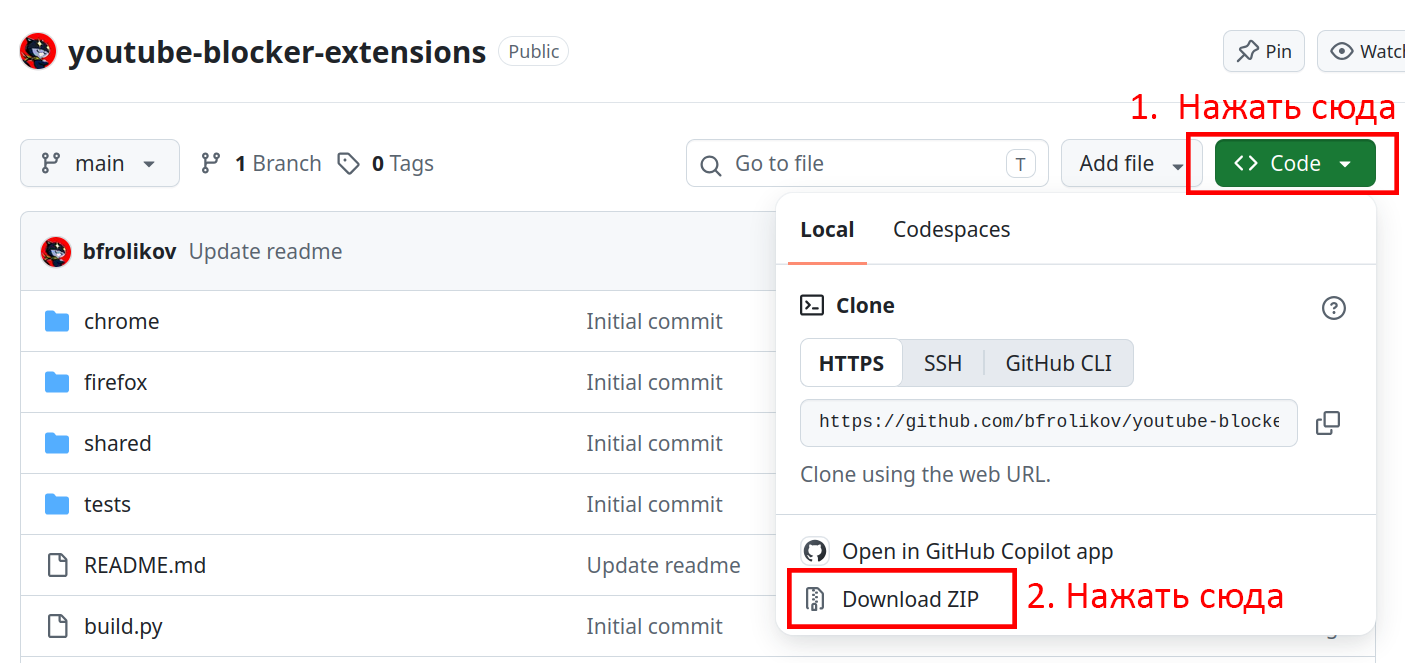 youtube-blocker-extensions Public Pin Watch
1. Нажать сюда
main 1 Branch 0 Tags Go to file T Add file <> Code
Local Codespaces
bfrolikov Update readme
Clone
chrome Initial commit
HTTPS SSH GitHub CLI
firefox Initial commit
https://github.com/bfrolikov/youtube-blocke
shared Initial commit
Clone using the web URL.
tests Initial commit
Open in GitHub Copilot app
README.md Update readme
Download ZIP 2. Нажать сюда
build.py Initial commit